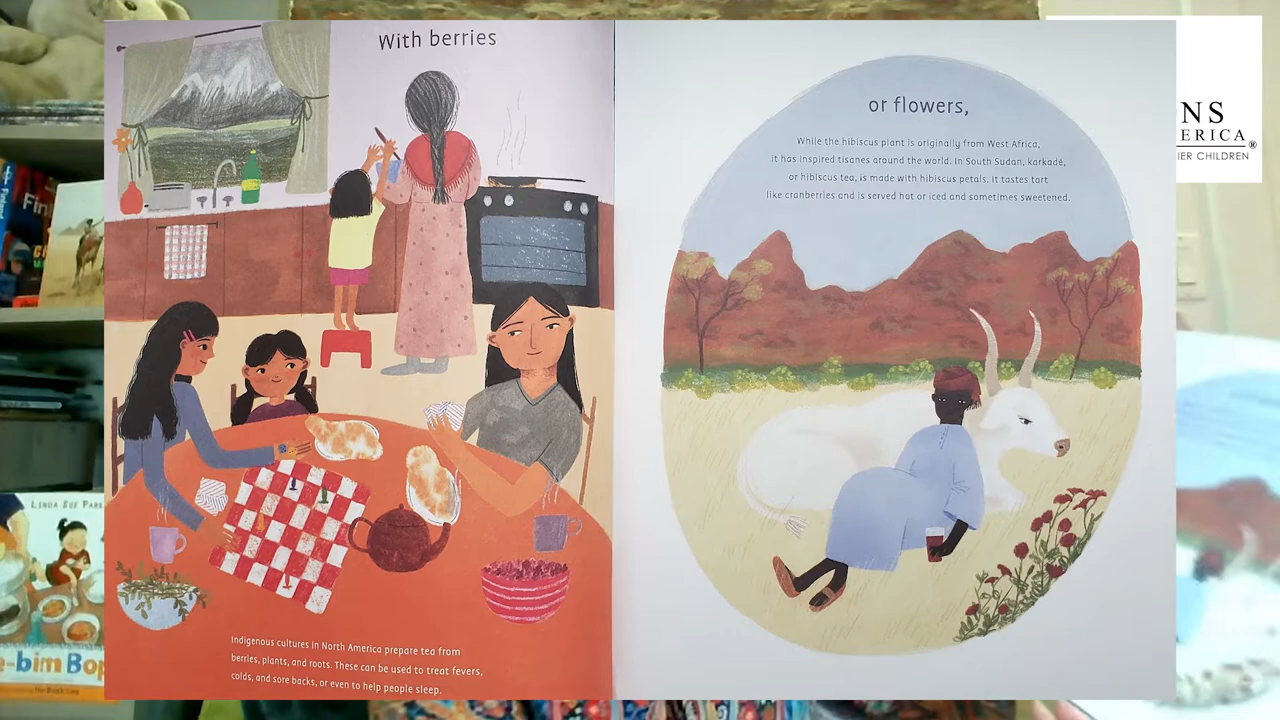 With berries
Indigenous cultures in North America prepare tea from
berries, plants, and roots. These can be used to treat fevers,
colds, and sore backs, or even to help people sleep.
or flowers,
While the hibiscus plant is originally from West Africa,
it has inspired tisanes around the world. In South Sudan, karkadé,
or hibiscus tea, is made with hibiscus petals. It tastes tart
like cranberries and is served hot or iced and sometimes sweetened.
NS
ERICA®
IER CHILDREN
Fin
LINDA SUE PARK
e-bim Bop